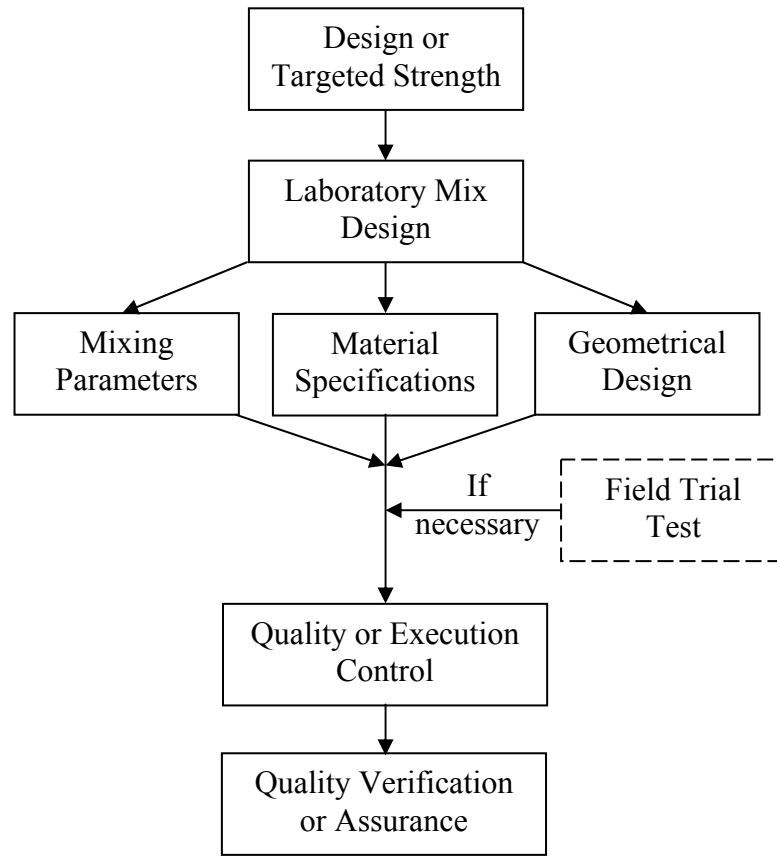 Design or
Targeted Strength
Laboratory Mix
Design
Mixing
Parameters
Material
Specifications
Geometrical
Design
If
necessary
Field Trial
Test
Quality or Execution
Control
Quality Verification
or Assurance